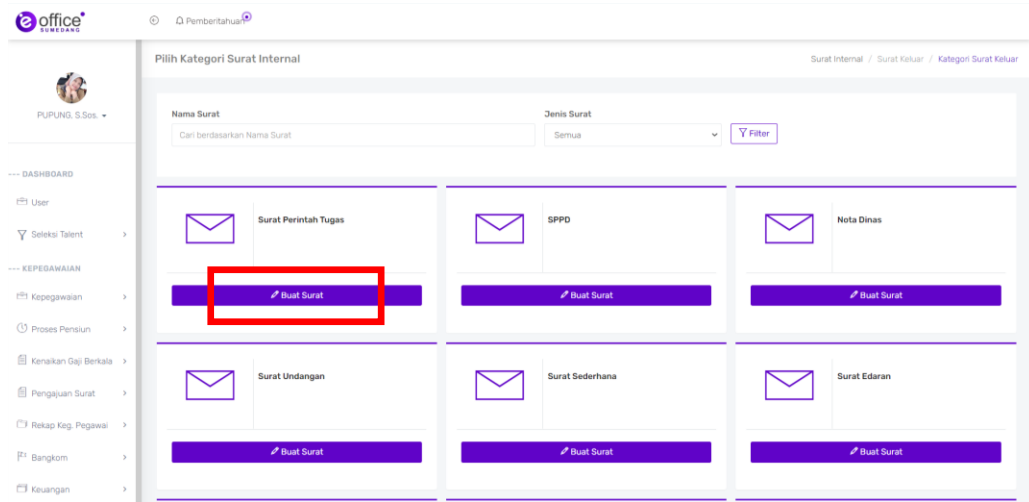 e office
SUMEDANG
Pemberitahuan
PUPUNG, S.Sos.
--- DASHBOARD
User
Seleksi Talent
--- KEPEGAWAIAN
Kepegawaian
Proses Pensiun
Kenaikan Gaji Berkala
Pengajuan Surat
Rekap Keg. Pegawai
Bangkom
Keuangan
Pilih Kategori Surat Internal
Surat Internal / Surat Keluar / Kategori Surat Keluar
Nama Surat
Cari berdasarkan Nama Surat
Jenis Surat
Semua
Filter
Surat Perintah Tugas
Buat Surat
SPPD
Buat Surat
Nota Dinas
Buat Surat
Surat Undangan
Buat Surat
Surat Sederhana
Buat Surat
Surat Edaran
Buat Surat